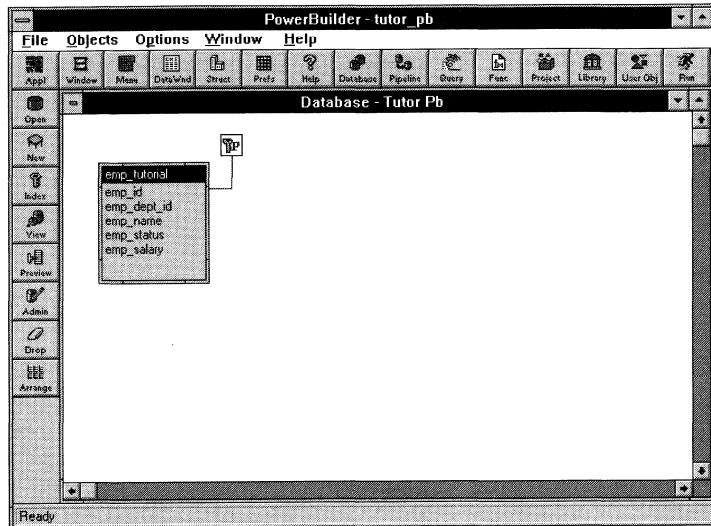 PowerBuilder - tutor_pb
File Objects Options Window Help
Appl Window Menu DataWnd Struct Prefs Help Database Pipeline Query Func Project Library User Obj Run
Database - Tutor Pb
Open
New
Index
View
Preview
Admin
Drop
Arrange
P
emp_tutorial
emp_id
emp_dept_id
emp_name
emp_status
emp_salary
Ready